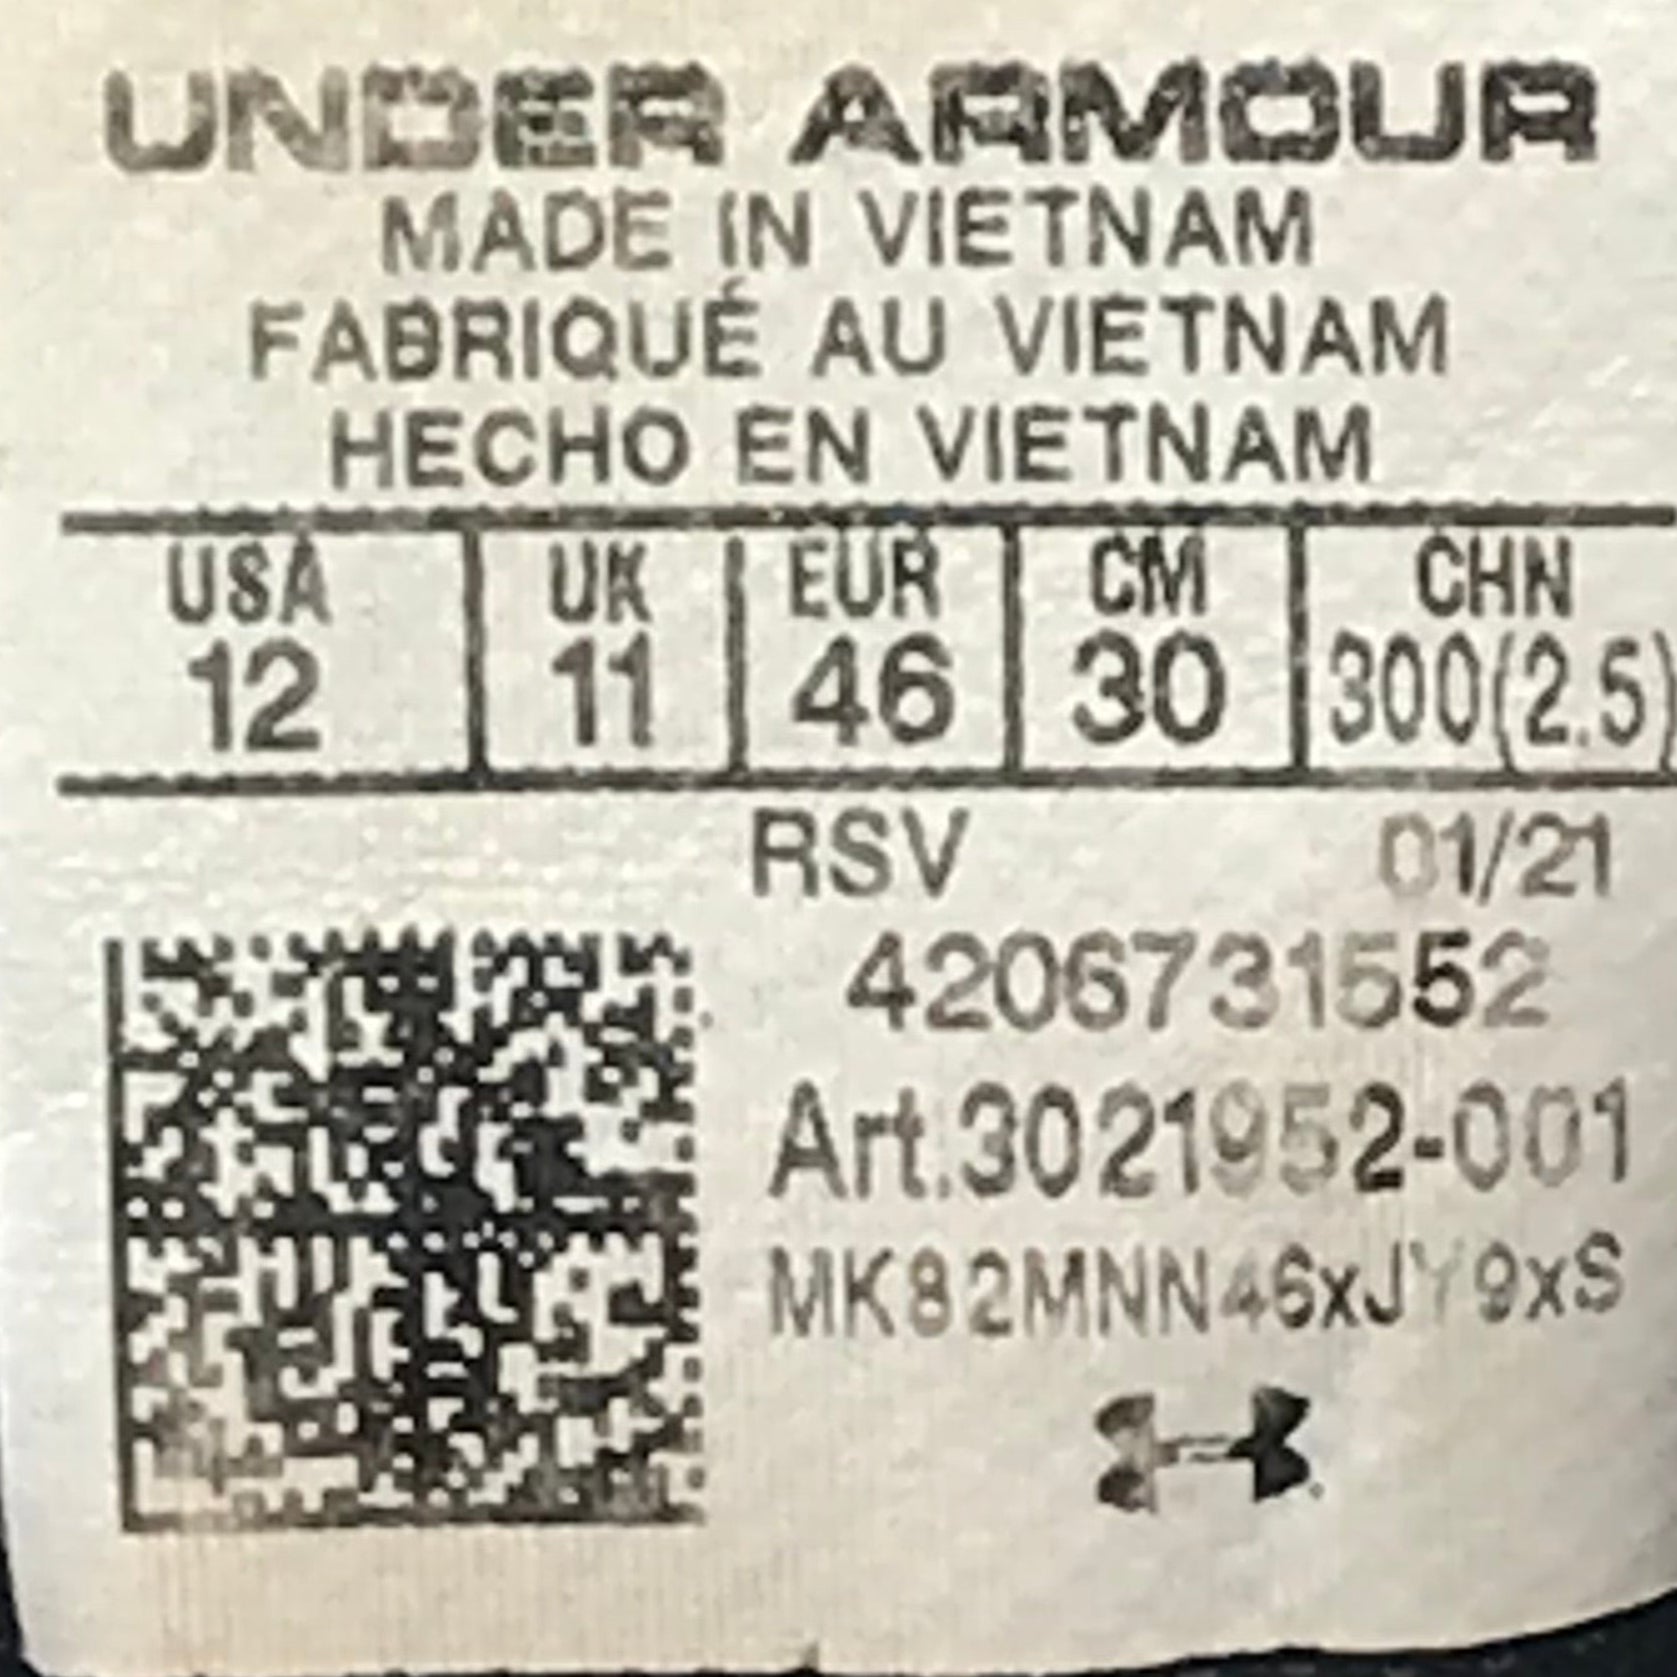 UNDER ARMOUR
MADE IN VIETNAM
FABRIQUÉ AU VIETNAM
HECHO EN VIETNAM
USA UK EUR CM CHN
12 11 46 30 300(2.5)
RSV 01/21
4206731552
Art.3021952-001
MK82MNN46xJY9xS